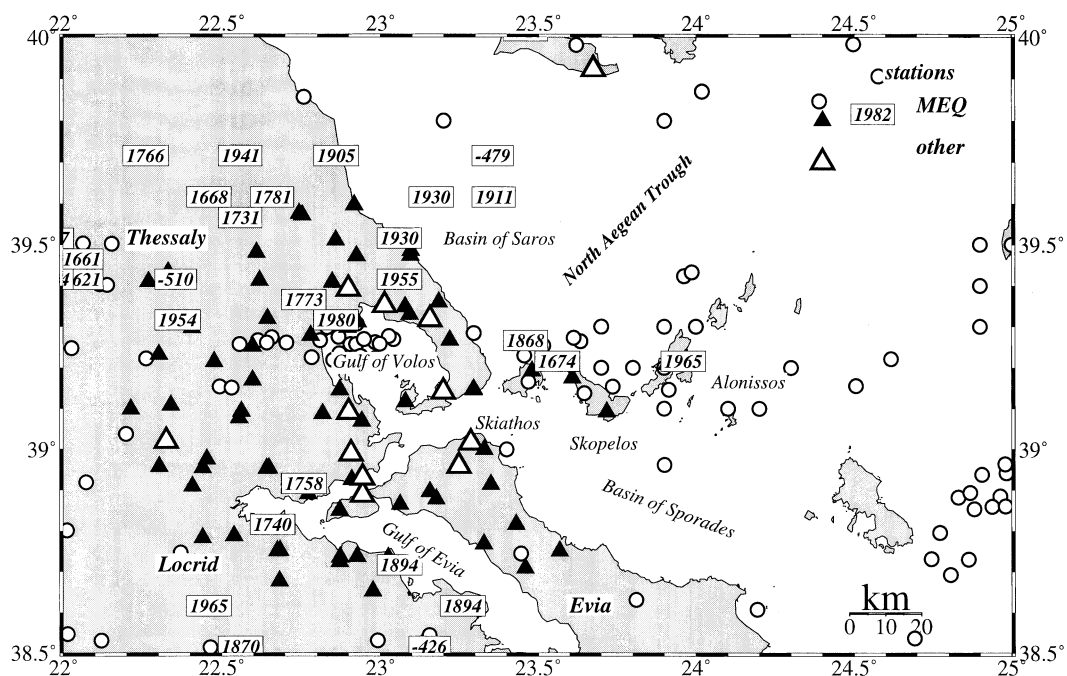 22° 22.5° 23° 23.5° 24° 24.5° 25°
40° 40°
stations
MEQ
1982
other
1766 1941 1905 -479
1668 1781 1930 1911
1731
North Aegean Trough
7 Thessaly 1930 Basin of Saros
39.5° 39.5°
1661
4621 -510 1955
1773
1954 1980
1868
Gulf of Volos 1674 1965
Alonissos
Skiathos
39° Skopelos 39°
1758
Basin of Sporades
1740
Gulf of Evia
Locrid 1894
km
1965 1894 Evia
0 10 20
38.5° 1870 -426 38.5°
22° 22.5° 23° 23.5° 24° 24.5° 25°